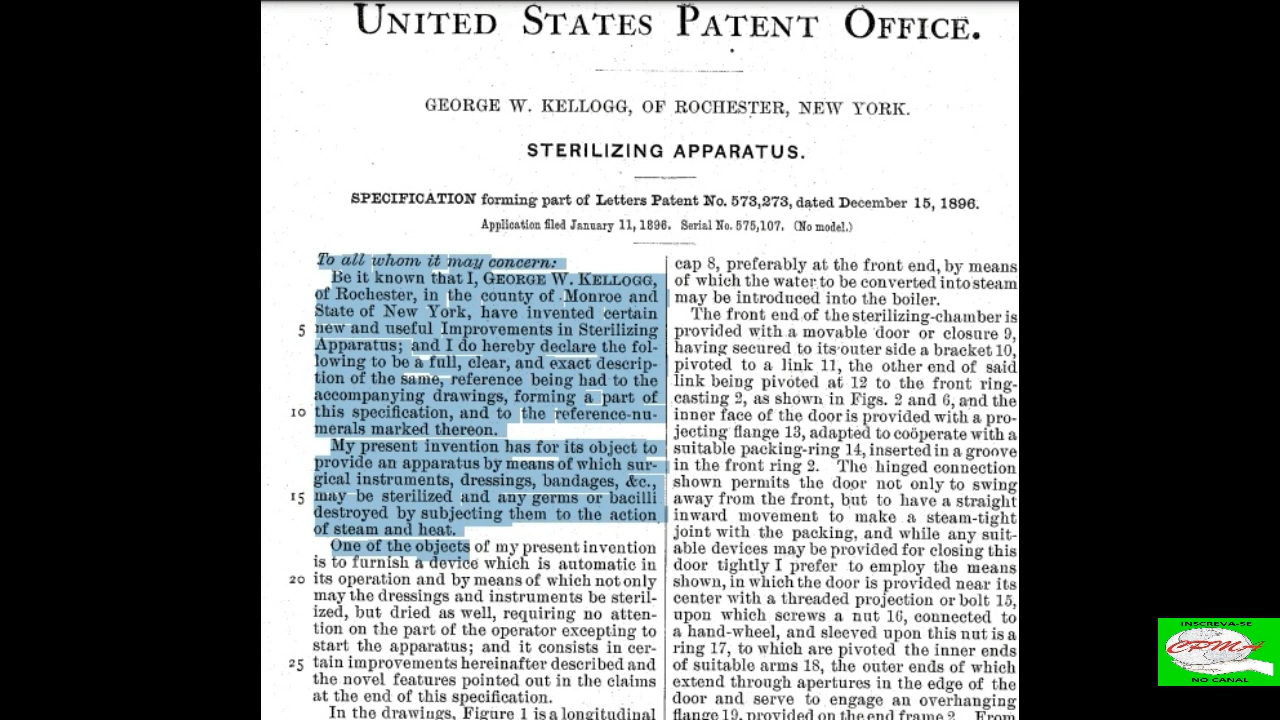 UNITED STATES PATENT OFFICE.
GEORGE W. KELLOGG, OF ROCHESTER, NEW YORK.
STERILIZING APPARATUS.
SPECIFICATION forming part of Letters Patent No. 573,273, dated December 15, 1896.
Application filed January 11, 1896. Serial No. 575,107. (No model.)
To all whom it may concern:
Be it known that I, GEORGE W. KELLOGG,
of Rochester, in the county of Monroe and
State of New York, have invented certain
5 new and useful Improvements in Sterilizing
Apparatus; and I do hereby declare the fol-
lowing to be a full, clear, and exact descrip-
tion of the same, reference being had to the
accompanying drawings, forming a part of
10 this specification, and to the reference-nu-
merals marked thereon.
My present invention has for its object to
provide an apparatus by means of which sur-
gical instruments, dressings, bandages, &c.,
15 may be sterilized and any germs or bacilli
destroyed by subjecting them to the action
of steam and heat.
One of the objects of my present invention
is to furnish a device which is automatic in
20 its operation and by means of which not only
may the dressings and instruments be steril-
ized, but dried as well, requiring no atten-
tion on the part of the operator excepting to
start the apparatus; and it consists in cer-
25 tain improvements hereinafter described and
the novel features pointed out in the claims
at the end of this specification.
In the drawings, Figure 1 is a longitudinal
cap 8, preferably at the front end, by means
of which the water to be converted into steam
may be introduced into the boiler.
The front end of the sterilizing-chamber is
provided with a movable door or closure 9,
having secured to its outer side a bracket 10,
pivoted to a link 11, the other end of said
link being pivoted at 12 to the front ring-
casting 2, as shown in Figs. 2 and 6, and the
inner face of the door is provided with a pro-
jecting flange 13, adapted to coöperate with a
suitable packing-ring 14, inserted in a groove
in the front ring 2. The hinged connection
shown permits the door not only to swing
away from the front, but to have a straight
inward movement to make a steam-tight
joint with the packing, and while any suit-
able devices may be provided for closing this
door tightly I prefer to employ the means
shown, in which the door is provided near its
center with a threaded projection or bolt 15,
upon which screws a nut 16, connected to
a hand-wheel, and sleeved upon this nut is a
ring 17, to which are pivoted the inner ends
of suitable arms 18, the outer ends of which
extend through apertures in the edge of the
door and serve to engage an overhanging
flange 19, provided on the end frame 2. From
INSCREVA-SE
CPMH
NO CANAL